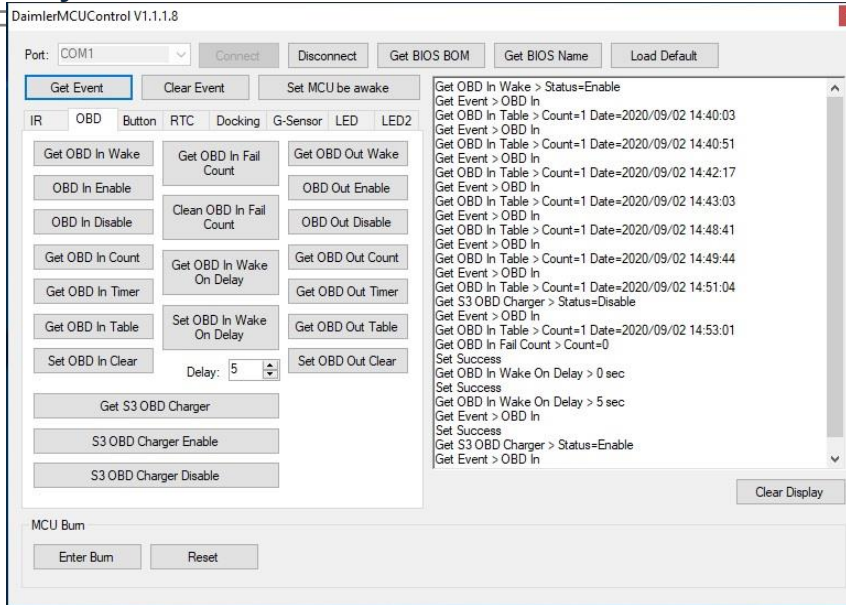 DaimlerMCUControl V1.1.1.8
Port: COM1 Connect Disconnect Get BIOS BOM Get BIOS Name Load Default
Get Event Clear Event Set MCU be awake
IR OBD Button RTC Docking G-Sensor LED LED2
Get OBD In Wake
OBD In Enable
OBD In Disable
Get OBD In Count
Get OBD In Timer
Get OBD In Table
Set OBD In Clear
Get OBD In Fail
Count
Clean OBD In Fail
Count
Get OBD In Wake
On Delay
Set OBD In Wake
On Delay
Delay: 5
Get OBD Out Wake
OBD Out Enable
OBD Out Disable
Get OBD Out Count
Get OBD Out Timer
Get OBD Out Table
Set OBD Out Clear
Get S3 OBD Charger
S3 OBD Charger Enable
S3 OBD Charger Disable
Get OBD In Wake > Status=Enable
Get Event > OBD In
Get OBD In Table > Count=1 Date=2020/09/02 14:40:03
Get Event > OBD In
Get OBD In Table > Count=1 Date=2020/09/02 14:40:51
Get Event > OBD In
Get OBD In Table > Count=1 Date=2020/09/02 14:42:17
Get Event > OBD In
Get OBD In Table > Count=1 Date=2020/09/02 14:43:03
Get Event > OBD In
Get OBD In Table > Count=1 Date=2020/09/02 14:48:41
Get Event > OBD In
Get OBD In Table > Count=1 Date=2020/09/02 14:49:44
Get Event > OBD In
Get OBD In Table > Count=1 Date=2020/09/02 14:51:04
Get S3 OBD Charger > Status=Disable
Get Event > OBD In
Get OBD In Table > Count=1 Date=2020/09/02 14:53:01
Get OBD In Fail Count > Count=0
Set Success
Get OBD In Wake On Delay > 0 sec
Set Success
Get OBD In Wake On Delay > 5 sec
Get Event > OBD In
Set Success
Get S3 OBD Charger > Status=Enable
Get Event > OBD In
Clear Display
MCU Burn
Enter Burn Reset